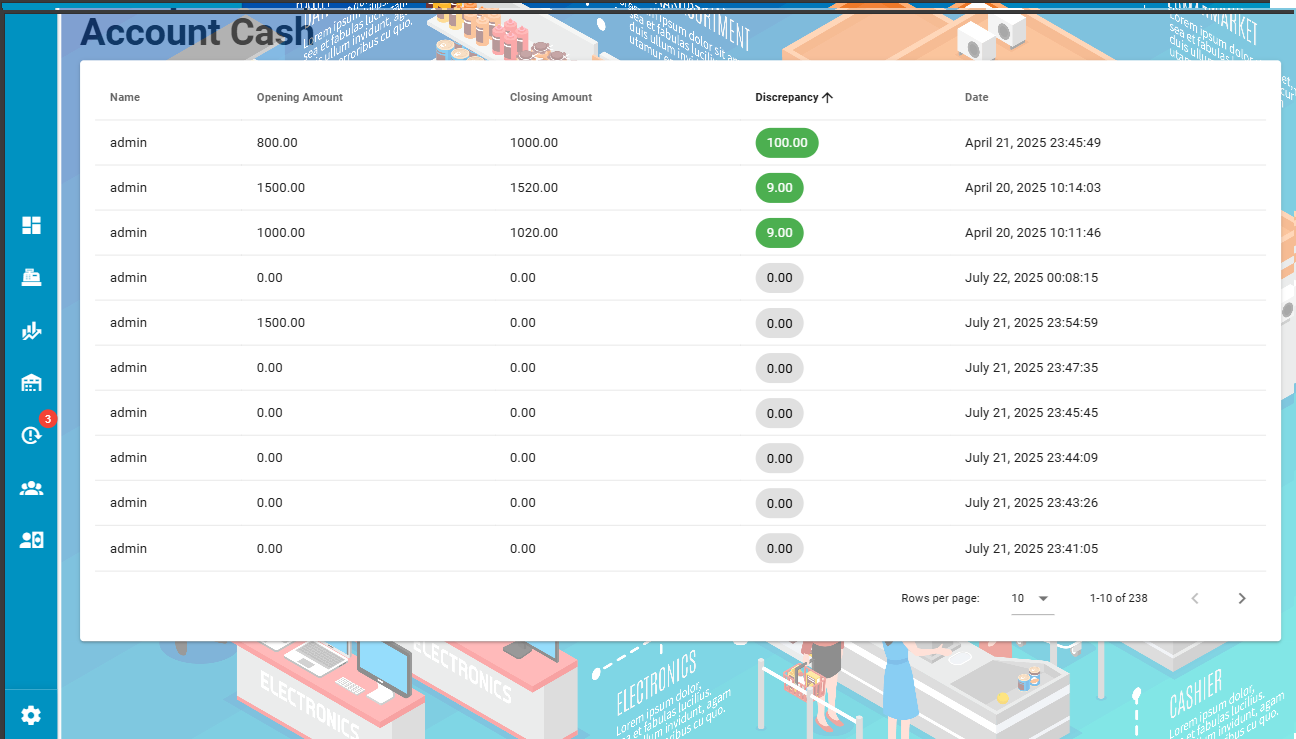 Account Cash
Name Opening Amount Closing Amount Discrepancy Date
admin 800.00 1000.00 100.00 April 21, 2025 23:45:49
admin 1500.00 1520.00 9.00 April 20, 2025 10:14:03
admin 1000.00 1020.00 9.00 April 20, 2025 10:11:46
admin 0.00 0.00 0.00 July 22, 2025 00:08:15
admin 1500.00 0.00 0.00 July 21, 2025 23:54:59
admin 0.00 0.00 0.00 July 21, 2025 23:47:35
admin 0.00 0.00 0.00 July 21, 2025 23:45:45
admin 0.00 0.00 0.00 July 21, 2025 23:44:09
admin 0.00 0.00 0.00 July 21, 2025 23:43:26
admin 0.00 0.00 0.00 July 21, 2025 23:41:05
3
Rows per page: 10 1-10 of 238
ELECTRONICS
ELECTRONICS
ELECTRONICS
Lorem ipsum dolor,
ea et fabulas lucilius,
duis ullum invidunt, agam
utamur errroribus cu quo.
CASHIER
Lorem ipsum dolor,
sea et fabulas lucilius,
duis ullum invidunt, agam